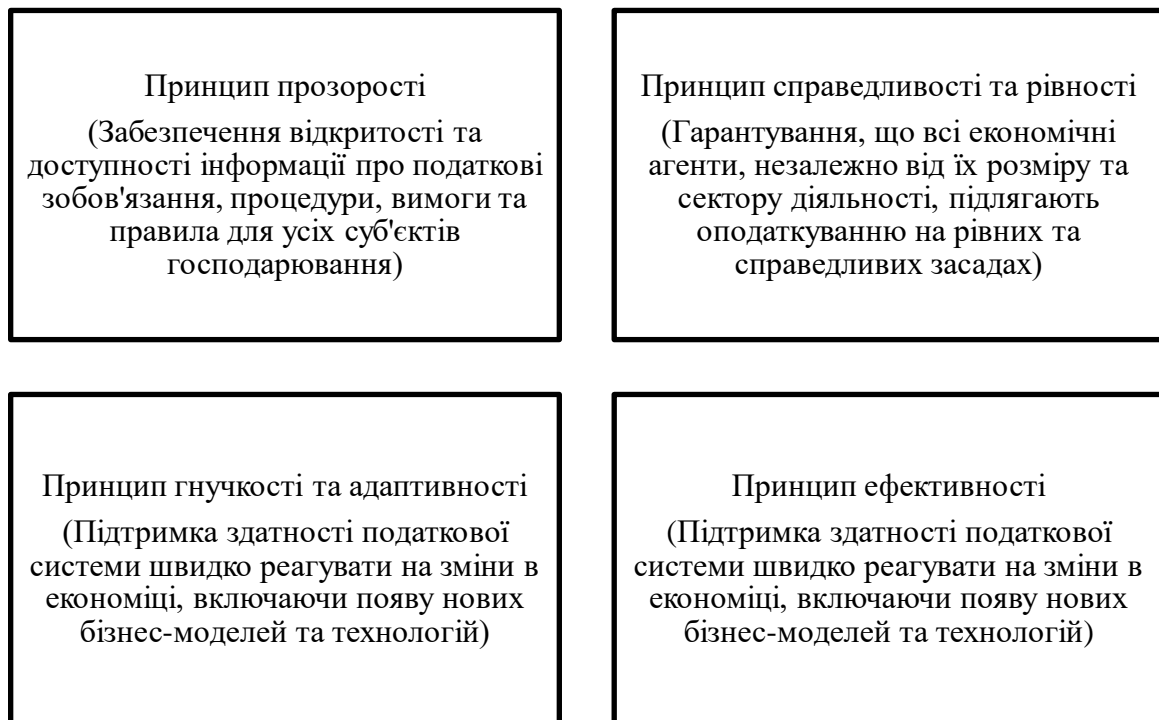 Принцип прозорості
(Забезпечення відкритості та
доступності інформації про податкові
зобов'язання, процедури, вимоги та
правила для усіх суб'єктів
господарювання)
Принцип справедливості та рівності
(Гарантування, що всі економічні
агенти, незалежно від їх розміру та
сектору діяльності, підлягають
оподаткуванню на рівних та
справедливих засадах)
Принцип гнучкості та адаптивності
(Підтримка здатності податкової
системи швидко реагувати на зміни в
економіці, включаючи появу нових
бізнес-моделей та технологій)
Принцип ефективності
(Підтримка здатності податкової
системи швидко реагувати на зміни в
економіці, включаючи появу нових
бізнес-моделей та технологій)